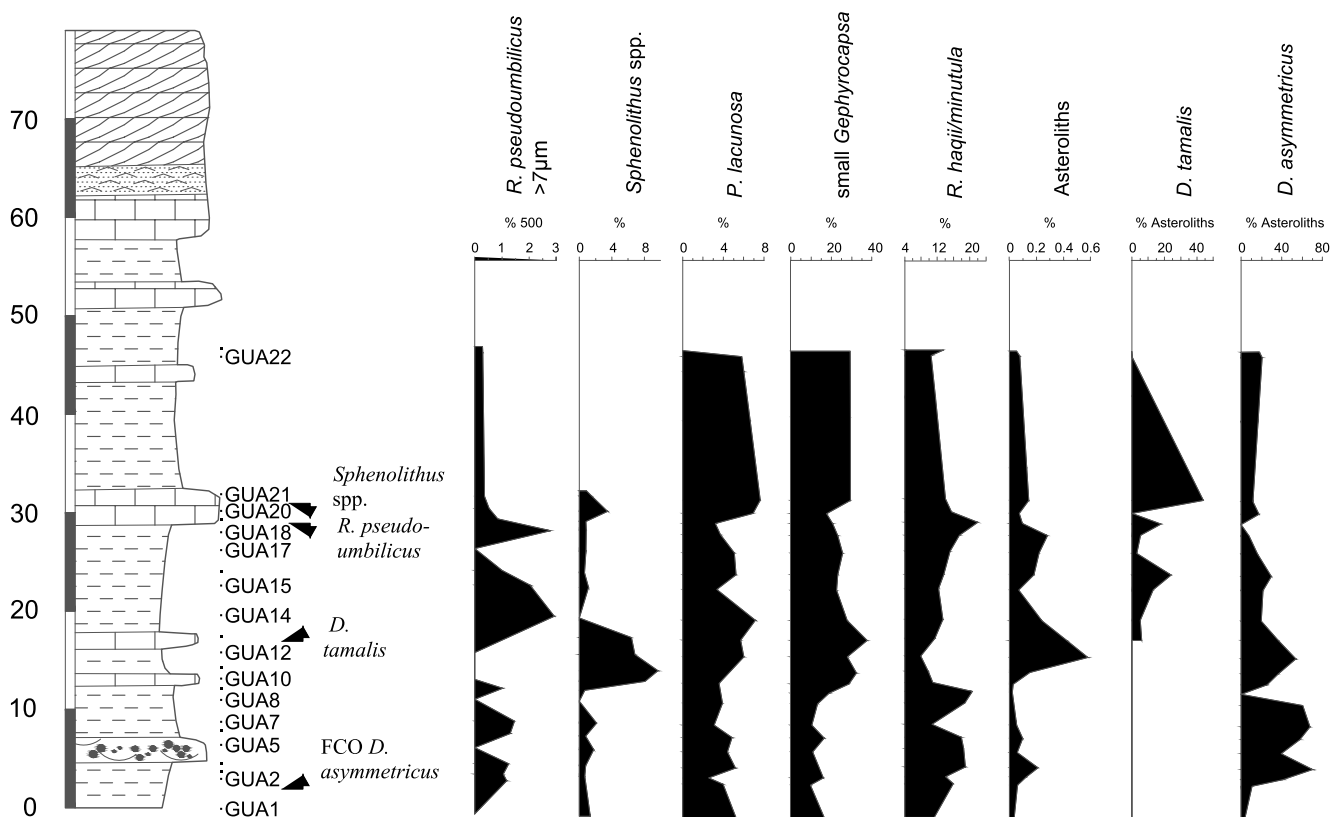 R. pseudoumbilicus
>7µm
Sphenolithus spp.
P. lacunosa
small Gephyrocapsa
R. haqii/minutula
Asteroliths
D. tamalis
D. asymmetricus
% 500
%
%
%
%
%
% Asteroliths
% Asteroliths
0 1 2 3
0 4 8
0 4 8
0 20 40
4 12 20
0 0.2 0.4 0.6
0 20 40
0 40 80
70
60
50
40
30
20
10
0
GUA22
GUA21
GUA20
GUA18
GUA17
GUA15
GUA14
GUA12
GUA10
GUA8
GUA7
GUA5
GUA2
GUA1
Sphenolithus
spp.
R. pseudo-
umbilicus
D.
tamalis
FCO D.
asymmetricus